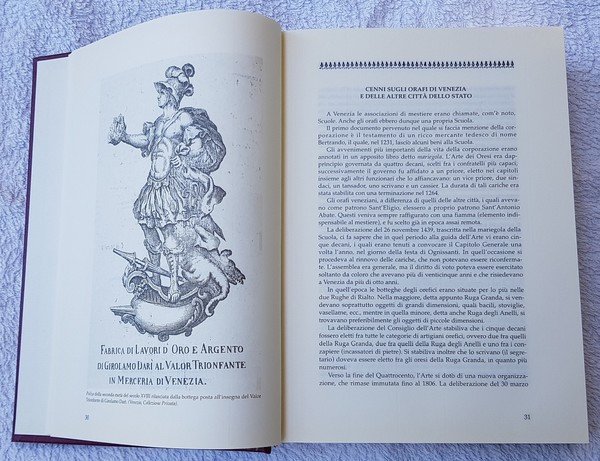 FABRICA DI LAVORI D'ORO E ARGENTO
DI GIROLAMO DARÍ AL VALOR TRIONFANTE
IN MERCERIA DI VENEZIA.
Poliza della seconda metà del secolo XVIII rilasciata dalla bottega posta all'insegna del Valor
Trionfante di Girolamo Darí. (Venezia, Collezione Privata).
CENNI SUGLI ORAFI DI VENEZIA
E DELLE ALTRE CITTÀ DELLO STATO
A Venezia le associazioni di mestiere erano chiamate, com'è noto,
Scuole. Anche gli orafi ebbero dunque una propria Scuola.
Il primo documento pervenuto nel quale si faccia menzione della cor-
porazione è il testamento di un ricco mercante tedesco di nome
Bertrando, il quale, nel 1231, lasciò alcuni beni alla Scuola.
Gli avvenimenti più importanti della vita della corporazione erano
annotati in un apposito libro detto mariegola. L'Arte dei Oresi era dap-
principio governata da quattro decani, scelti fra i confratelli più capaci,
successivamente il governo fu affidato a un priore, eletto nei capitoli
insieme agli altri funzionari che lo affiancavano: un vice priore, due sin-
daci, un tansador, uno scrivano e un cassier. La durata di tali cariche era
stata stabilita con una terminazione nel 1264.
Gli orafi veneziani, a differenza di quelli delle altre città, i quali aveva-
no come patrono Sant'Eligio, elessero a proprio patrono Sant'Antonio
Abate. Questi veniva sempre raffigurato con una fiamma (elemento indi-
spensabile al mestiere), e fu scelto già in epoca assai remota.
La deliberazione del 26 novembre 1439, trascritta nella mariegola della
Scuola, ci fa sapere che in quel periodo alla guida dell'Arte vi erano cin-
que decani, i quali erano tenuti a convocare il Capitolo Generale una
volta l'anno, nel giorno della festa di Ognissanti. In quell'occasione si
procedeva al rinnovo delle cariche, che non potevano essere riconferma-
te. L'assemblea era generale, ma il diritto di voto poteva essere esercitato
soltanto da coloro che avevano più di venticinque anni e che risiedevano
a Venezia da più di otto anni.
In quell'epoca le botteghe degli orefici erano situate per lo più nelle
due Rughe di Rialto. Nella maggiore, detta appunto Ruga Granda, si ven-
devano soprattutto oggetti di grandi dimensioni, quali bacili, stoviglie,
vasellame, ecc., mentre in quella minore, detta anche Ruga degli Anelli, si
trovavano preferibilmente gli oggetti di piccole dimensioni.
La deliberazione del Consiglio dell'Arte stabiliva che i cinque decani
fossero eletti fra tutte le categorie di artigiani orefici, ovvero due fra quelli
della Ruga Granda, due fra quelli della Ruga degli Anelli e uno fra i con-
zapiere (incassatori di pietre). Si stabiliva inoltre che lo scrivano (il segre-
tario) doveva essere eletto fra quelli della Ruga Granda, in quanto più
numerosi.
Verso la fine del Quattrocento, l'Arte si dotò di una nuova organizza-
zione, che rimase immutata fino al 1806. La deliberazione del 30 marzo
31